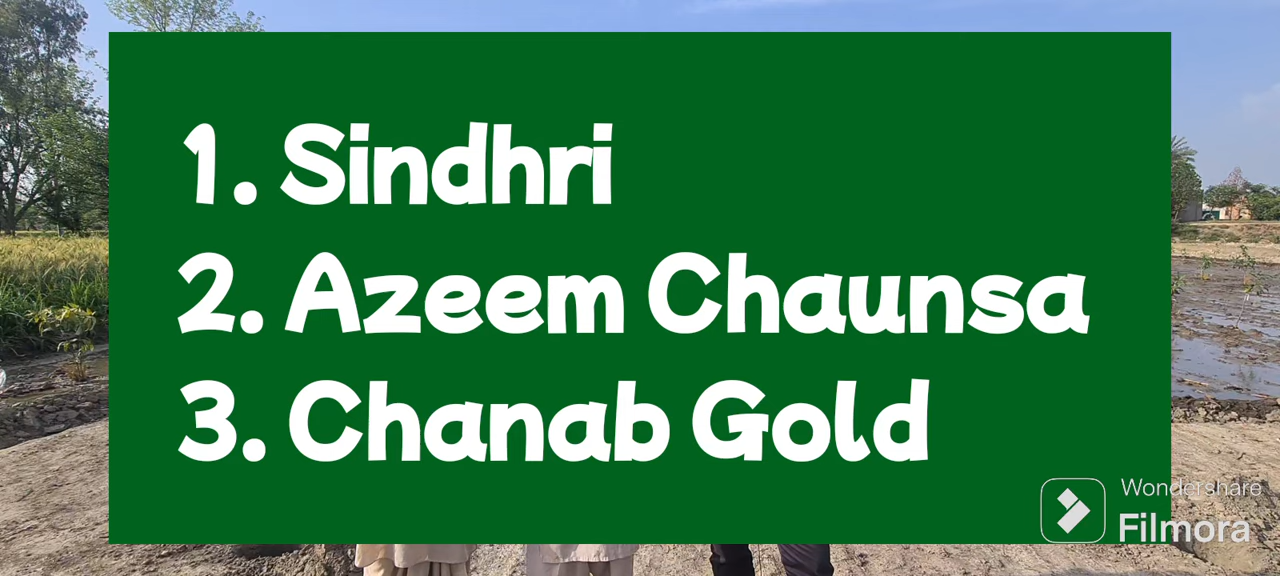 1. Sindhri
2. Azeem Chaunsa
3. Chanab Gold
Wondershare
Filmora